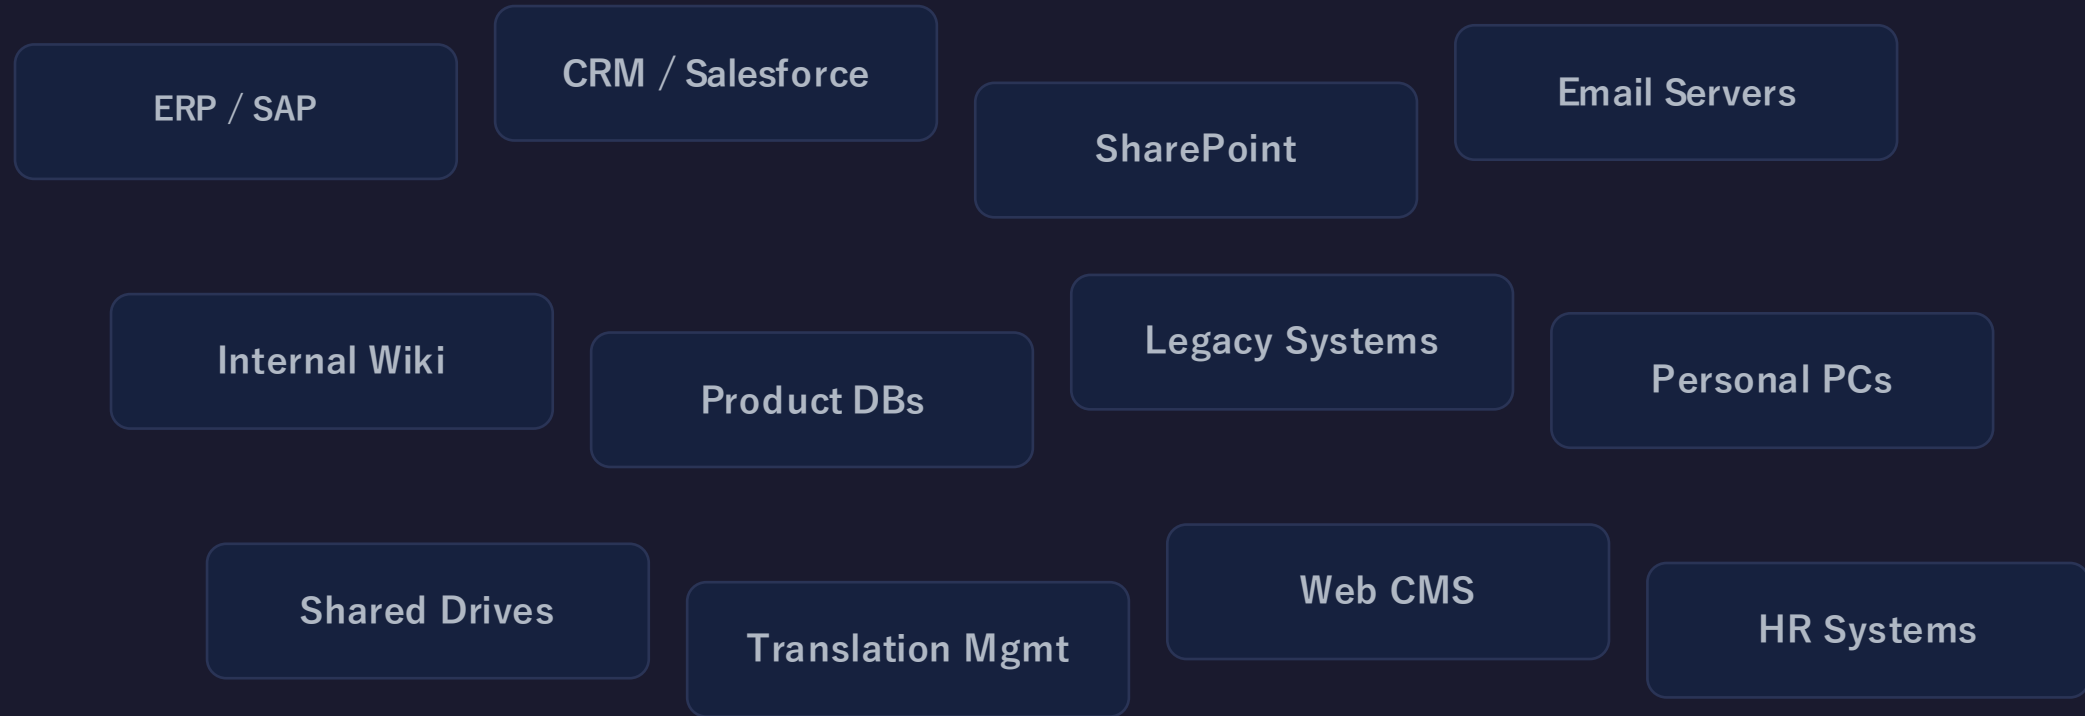 ERP / SAP
CRM / Salesforce
SharePoint
Email Servers
Internal Wiki
Product DBs
Legacy Systems
Personal PCs
Shared Drives
Translation Mgmt
Web CMS
HR Systems